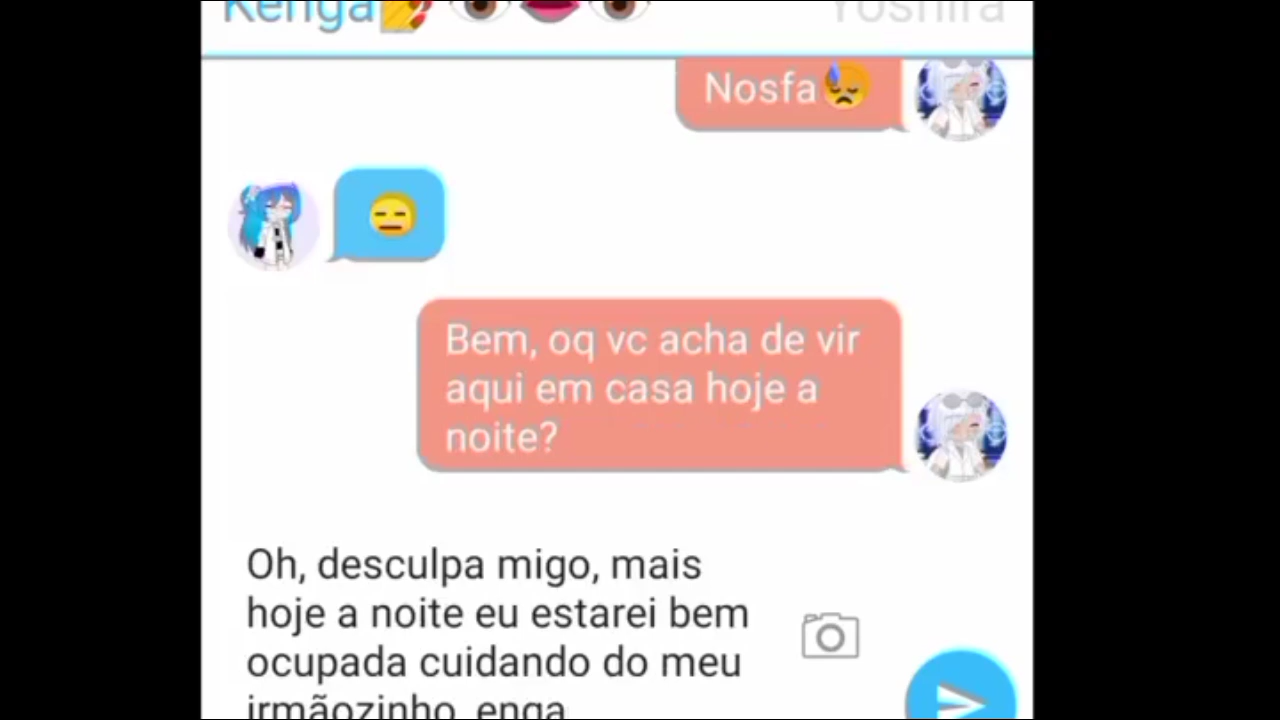 Kenga Yoshira
Nosfa
Bem, oq vc acha de vir
aqui em casa hoje a
noite?
Oh, desculpa migo, mais
hoje a noite eu estarei bem
ocupada cuidando do meu
irmãozinho, enga